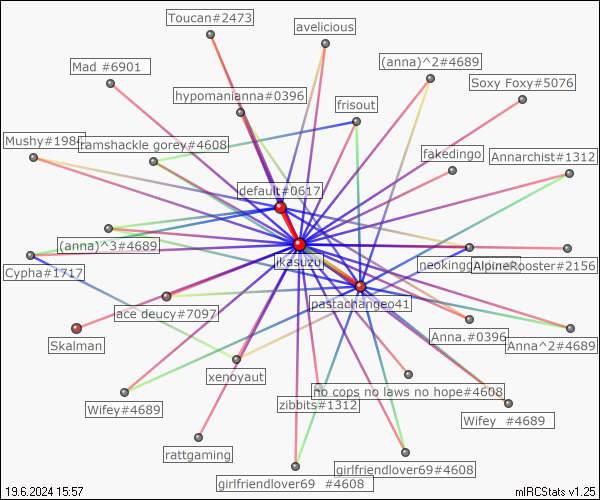 Toucan#2473
avelicious
(anna)^2#4689
Mad #6901
Soxy Foxy#5076
hypomanianna#0396
frisout
Mushy#1984
ramshackle gorey#4608
fakedingo
Annarchist#1312
default#0617
(anna)^3#4689
jkasuzu
Cypha#1717
AlpineRooster#2156
pastachangeo41
ace deucy#7097
Skalman
Anna.#0396
Anna^2#4689
xenoyaut
no cops no laws no hope#4608
zibbits#1312
Wifey#4689
Wifey #4689
rattgaming
girlfriendlover69#4608
girlfriendlover69 #4608
19.6.2024 15:57
mIRCStats v1.25